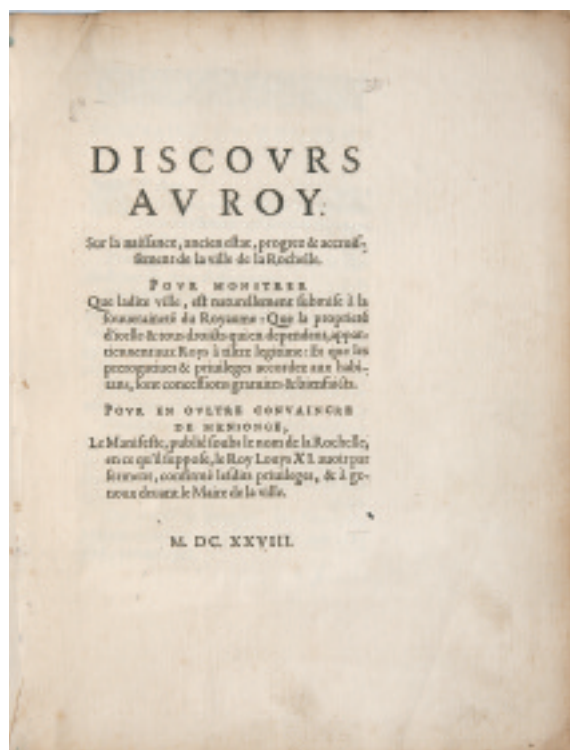 DISCOVRS
AV ROY.
Sur la naissance, ancien estat, progrez & accroiſ-
ſement de la ville de la Rochelle.
POVR MONSTRER
Que ladite ville, est naturellement ſubmiſe à la
ſouueraineté du Royaume: Que la proprieté
d'icelle & tous droicts qui en dependent, appar-
tiennent aux Roys à tiltre legitime: Et que les
prerogatiues & priuileges accordez aux habi-
tans, ſont conceſſions gratuites & bienfaicts.
POVR EN OVLTRE CONVAINCRE
DE MENSONGE,
Le Manifeſte, publié ſoubs le nom de la Rochelle,
en ce qu'il ſuppoſe, le Roy Louys XI. auoir par
ſerment, confirmé leſdits priuileges, & à ge-
noux deuant le Maire de la ville.
M. DC. XXVIII.